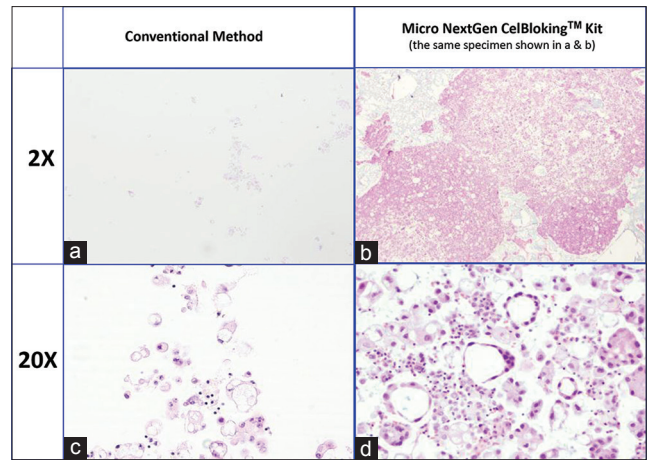 Conventional Method
Micro NextGen CelBloking™ Kit
(the same specimen shown in a & b)
2X
a
b
20X
c
d